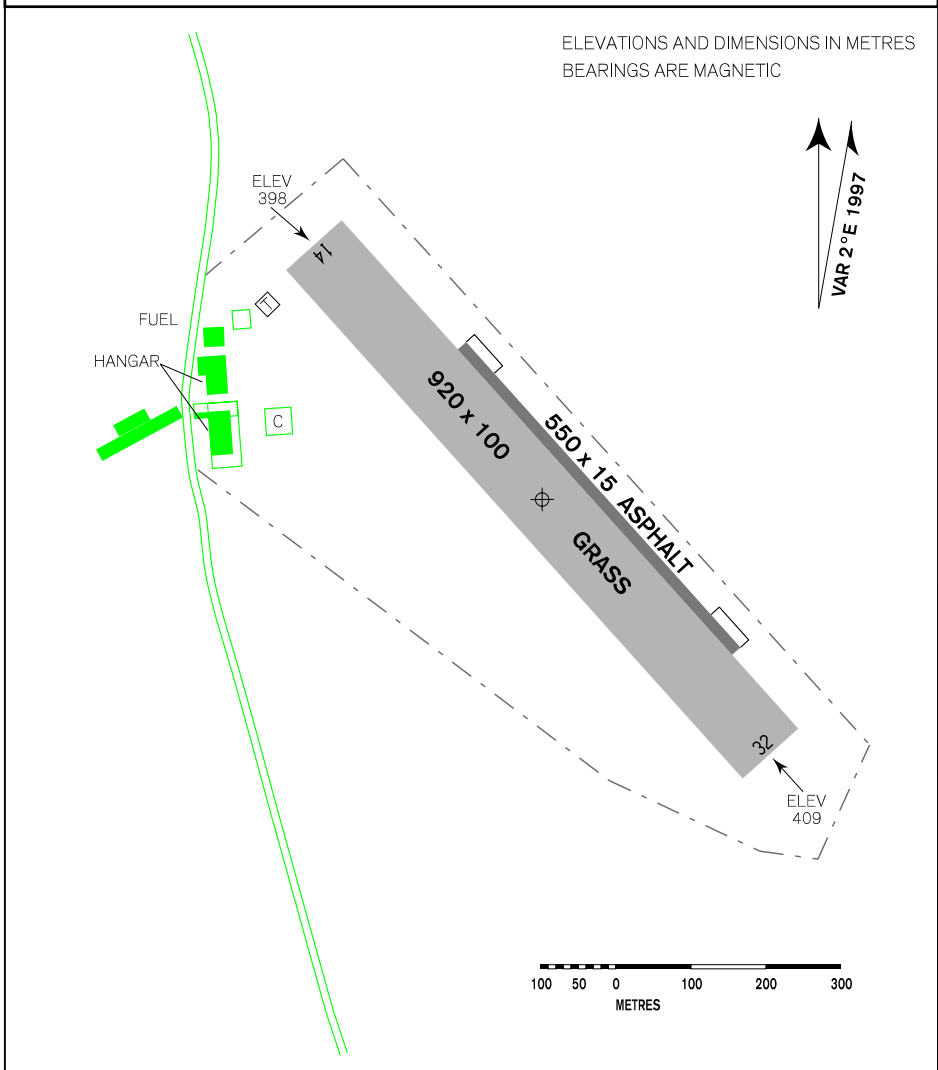 ELEVATIONS AND DIMENSIONS IN METRES
BEARINGS ARE MAGNETIC
VAR 2°E 1997
ELEV
398
14
T
FUEL
HANGAR
C
920 x 100
GRASS
550 x 15 ASPHALT
32
ELEV
409
100 50 0 100 200 300
METRES